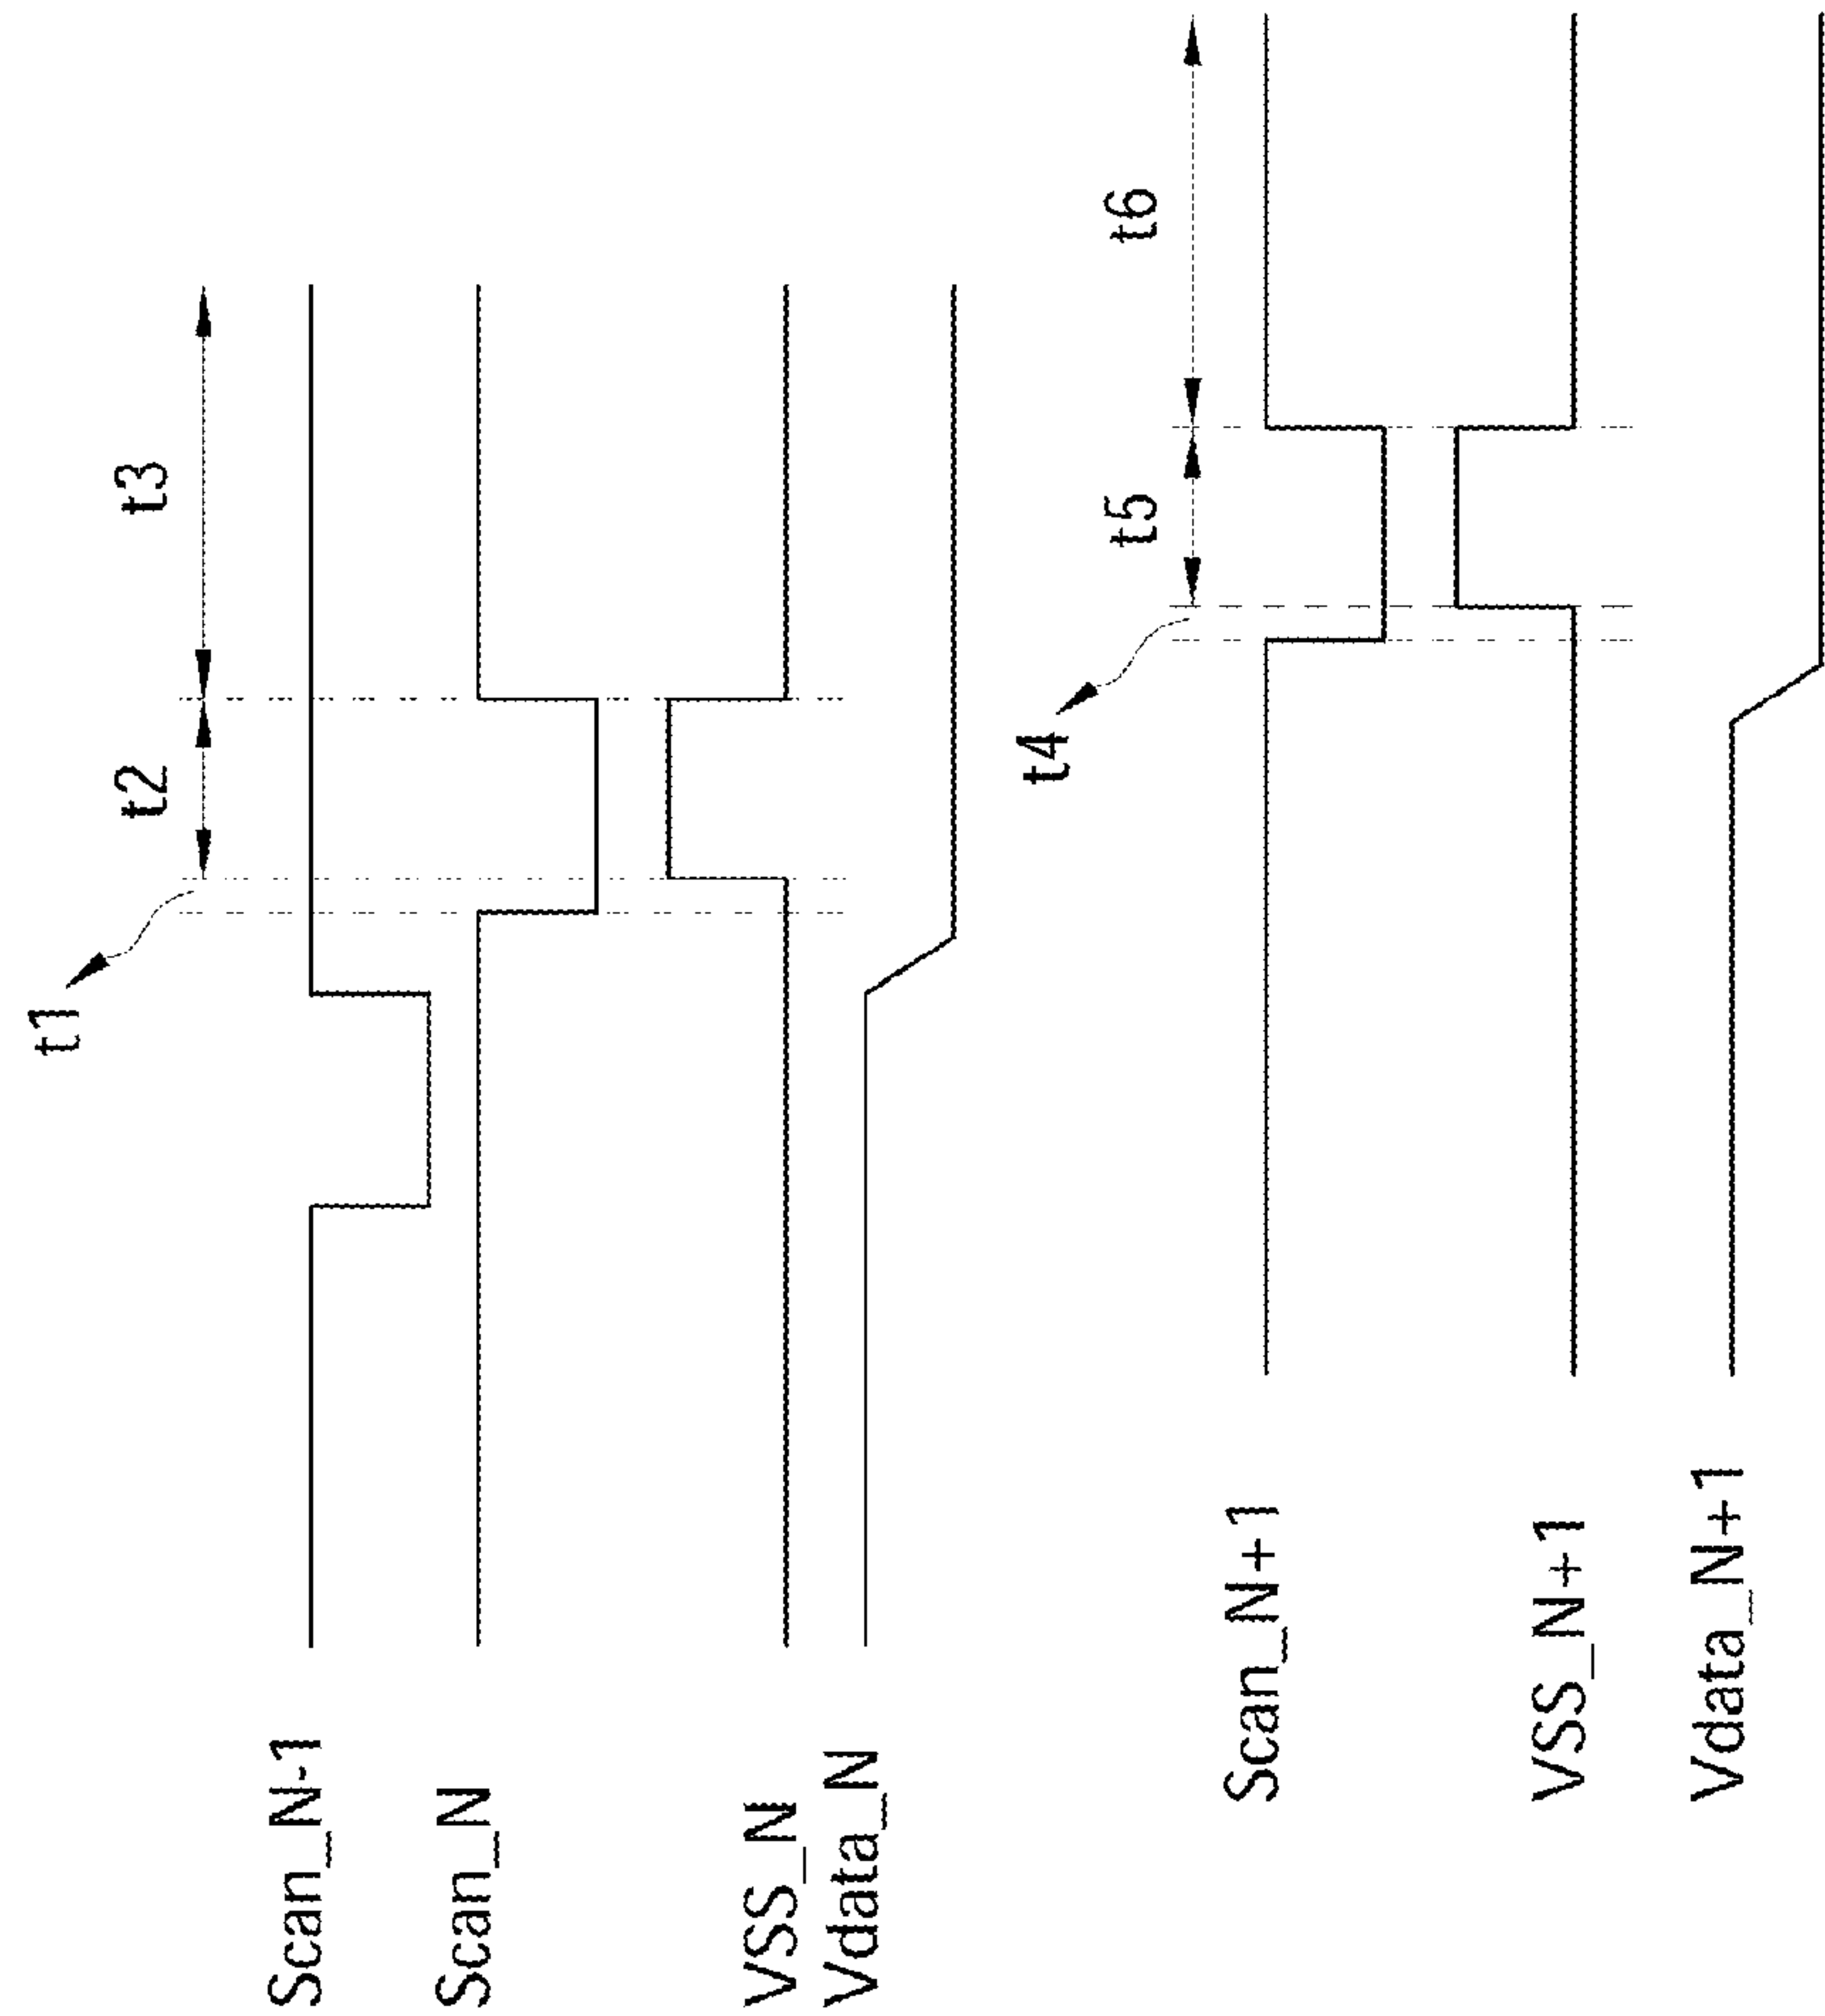 t1
t2
t3
Scan_N-1
Scan_N
VSS_N
Vdata_N
t4
t5
t6
Scan_N+1
VSS_N+1
Vdata_N+1